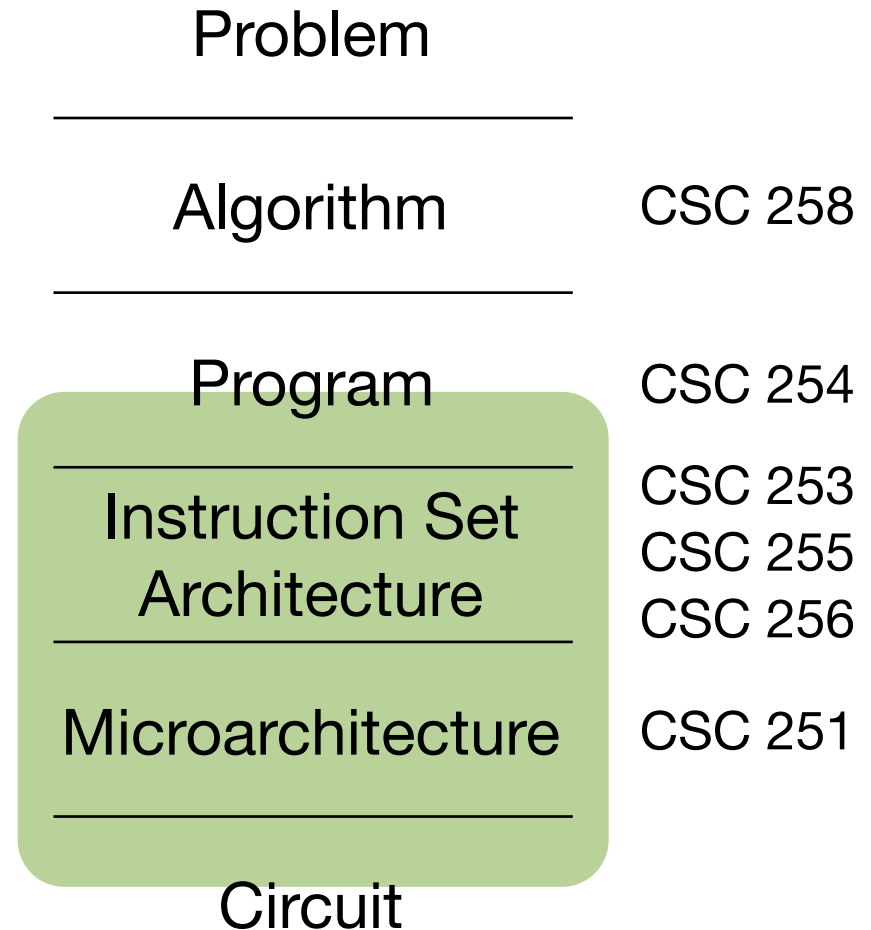 Problem
Algorithm CSC 258
Program CSC 254
CSC 253
Instruction Set
CSC 255
Architecture
CSC 256
Microarchitecture CSC 251
Circuit